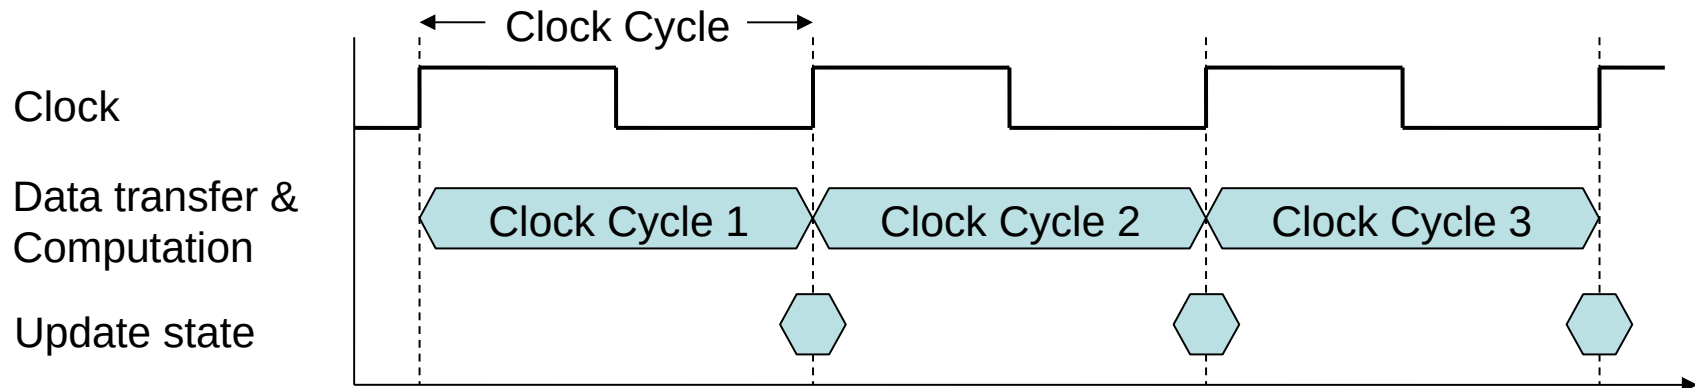 Clock Cycle
Clock
Data transfer &
Computation
Clock Cycle 1
Clock Cycle 2
Clock Cycle 3
Update state